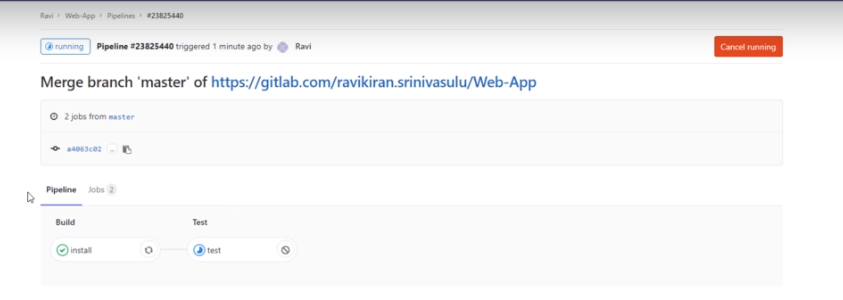 Ravi > Web-App > Pipelines > #23825440
running Pipeline #23825440 triggered 1 minute ago by Ravi Cancel running
Merge branch 'master' of https://gitlab.com/ravikiran.srinivasulu/Web-App
2 jobs from master
a4063c02 ...
Pipeline Jobs 2
Build Test
install test